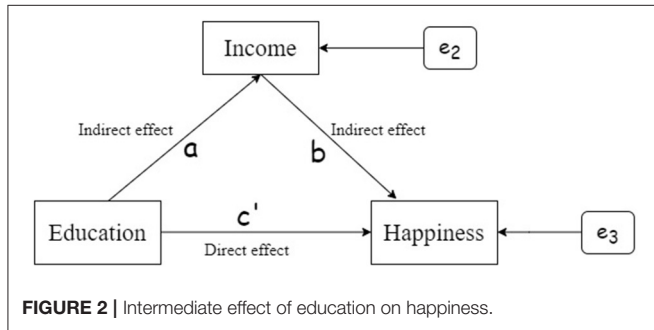 Income
e2
Indirect effect
a
Indirect effect
b
Education
c'
Direct effect
Happiness
e3
FIGURE 2 | Intermediate effect of education on happiness.